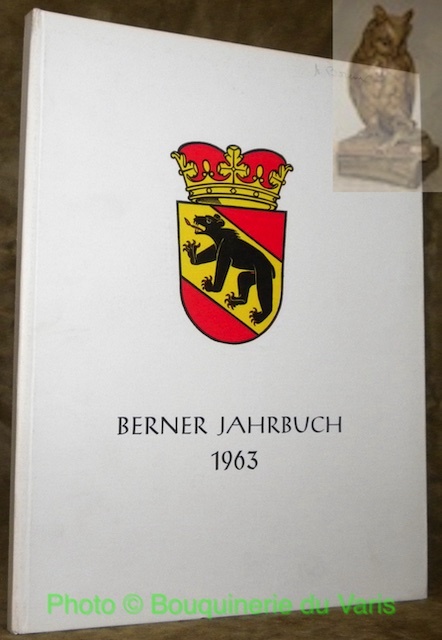 BERNER JAHRBUCH
1963
Photo © Bouquinerie du Varis